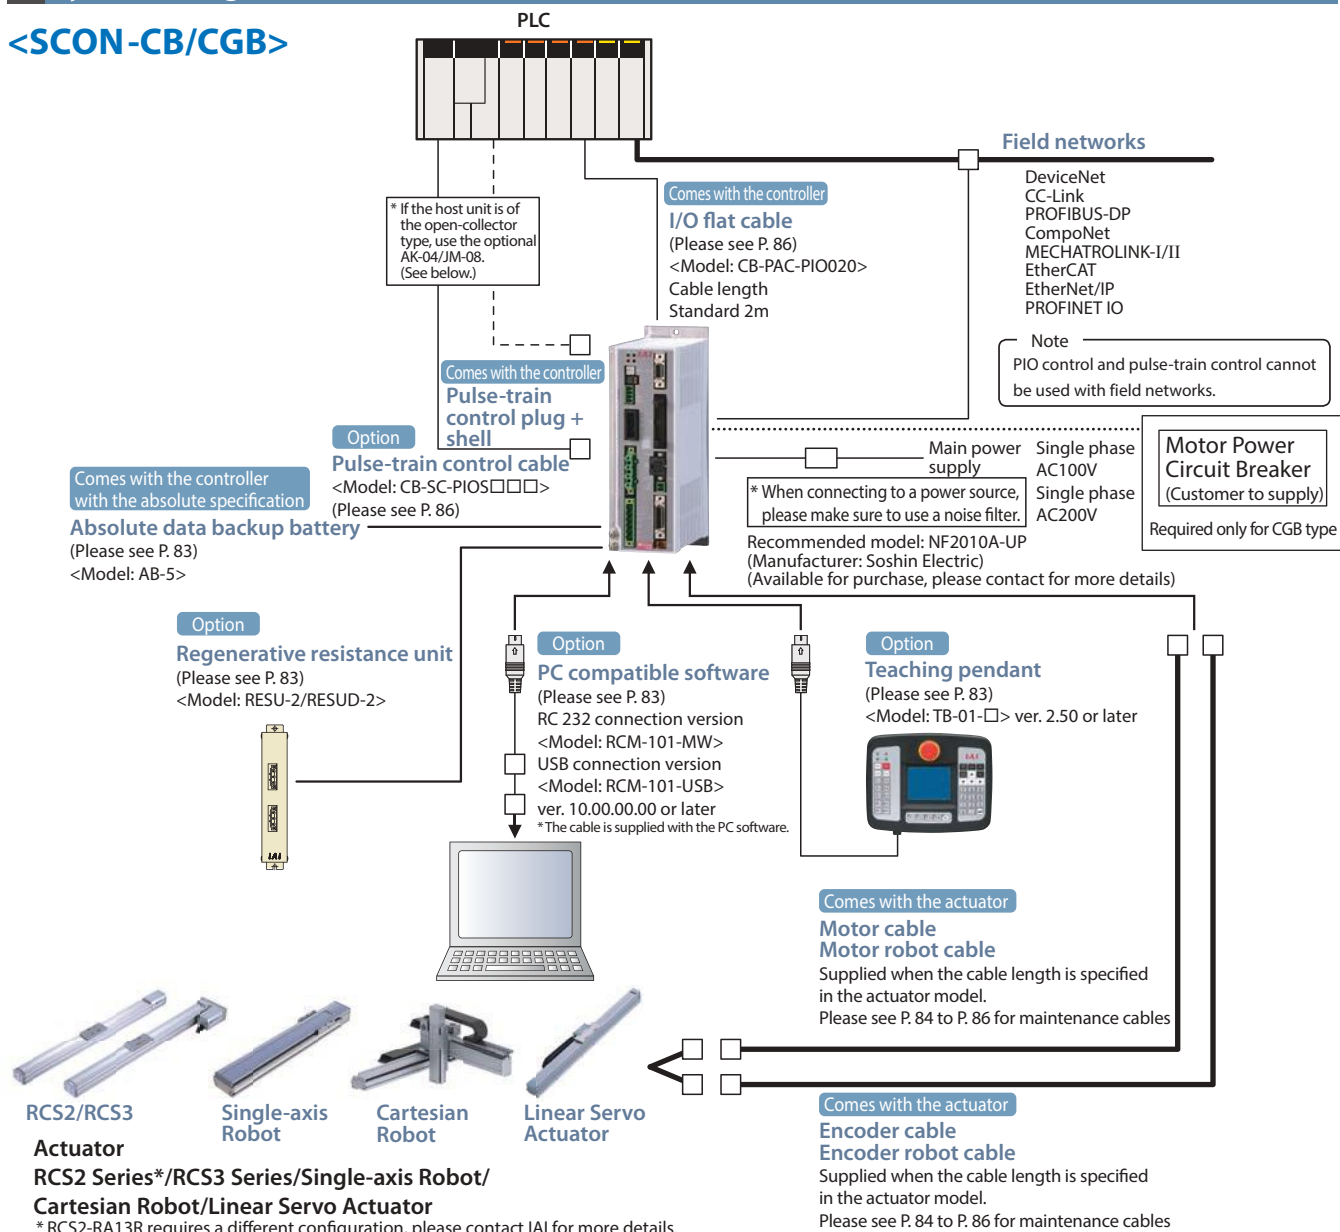 <SCON-CB/CGB>
PLC
Field networks
DeviceNet
CC-Link
PROFIBUS-DP
CompoNet
MECHATROLINK-I/II
EtherCAT
EtherNet/IP
PROFINET IO
Comes with the controller
I/O flat cable
(Please see P. 86)
<Model: CB-PAC-PIO020>
Cable length
Standard 2m
* If the host unit is of
the open-collector
type, use the optional
AK-04/JM-08.
(See below.)
Note
PIO control and pulse-train control cannot
be used with field networks.
Comes with the controller
Pulse-train
control plug +
shell
Option
Pulse-train control cable
<Model: CB-SC-PIOS□□□>
(Please see P. 86)
Comes with the controller
with the absolute specification
Absolute data backup battery
(Please see P. 83)
<Model: AB-5>
Main power
supply
Single phase
AC100V
Single phase
AC200V
* When connecting to a power source,
please make sure to use a noise filter.
Recommended model: NF2010A-UP
(Manufacturer: Soshin Electric)
(Available for purchase, please contact for more details)
Motor Power
Circuit Breaker
(Customer to supply)
Required only for CGB type
Option
Regenerative resistance unit
(Please see P. 83)
<Model: RESU-2/RESUD-2>
Option
PC compatible software
(Please see P. 83)
RC 232 connection version
<Model: RCM-101-MW>
USB connection version
<Model: RCM-101-USB>
ver. 10.00.00.00 or later
* The cable is supplied with the PC software.
Option
Teaching pendant
(Please see P. 83)
<Model: TB-01-□> ver. 2.50 or later
IAI
IAI
IAI
Comes with the actuator
Motor cable
Motor robot cable
Supplied when the cable length is specified
in the actuator model.
Please see P. 84 to P. 86 for maintenance cables
RCS2/RCS3
Single-axis
Robot
Cartesian
Robot
Linear Servo
Actuator
Comes with the actuator
Encoder cable
Encoder robot cable
Supplied when the cable length is specified
in the actuator model.
Please see P. 84 to P. 86 for maintenance cables
Actuator
RCS2 Series*/RCS3 Series/Single-axis Robot/
Cartesian Robot/Linear Servo Actuator
* RCS2-RA13R requires a different configuration, please contact IAI for more details